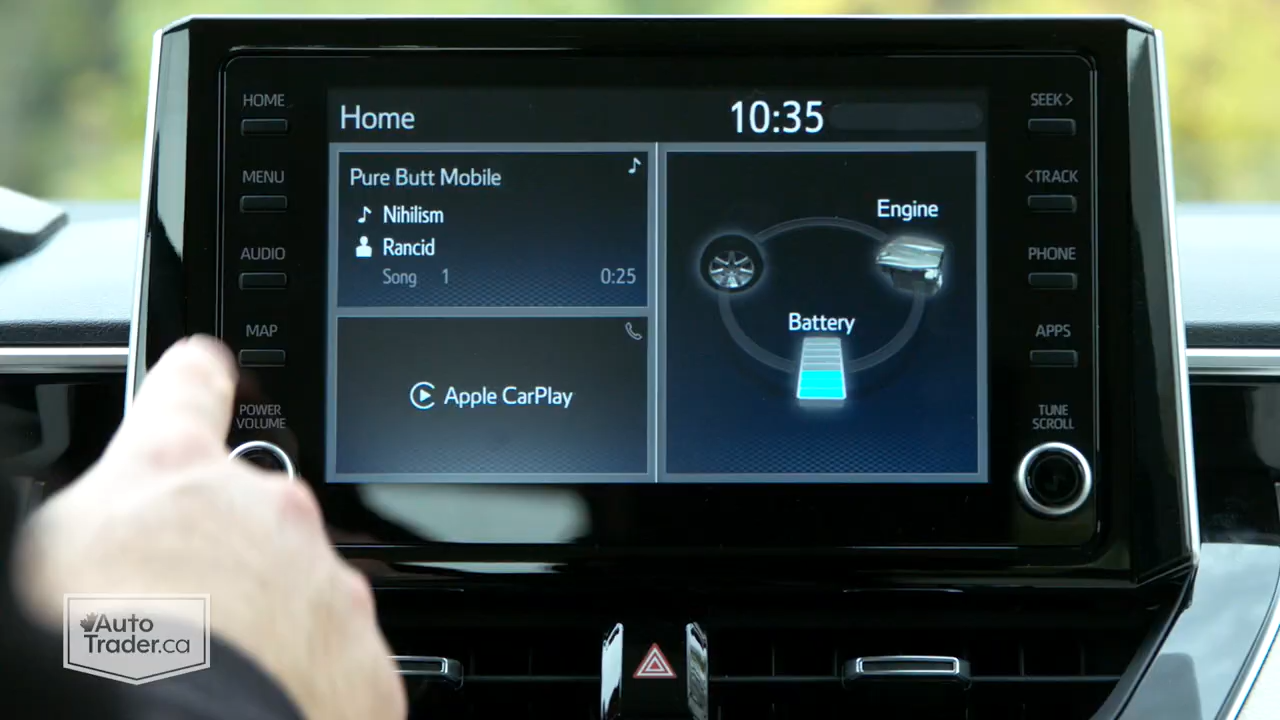 HOME
MENU
AUDIO
MAP
POWER
VOLUME
Home
10:35
Pure Butt Mobile
Nihilism
Rancid
Song 1 0:25
Apple CarPlay
Engine
Battery
SEEK>
<TRACK
PHONE
APPS
TUNE
SCROLL
Auto
Trader.ca